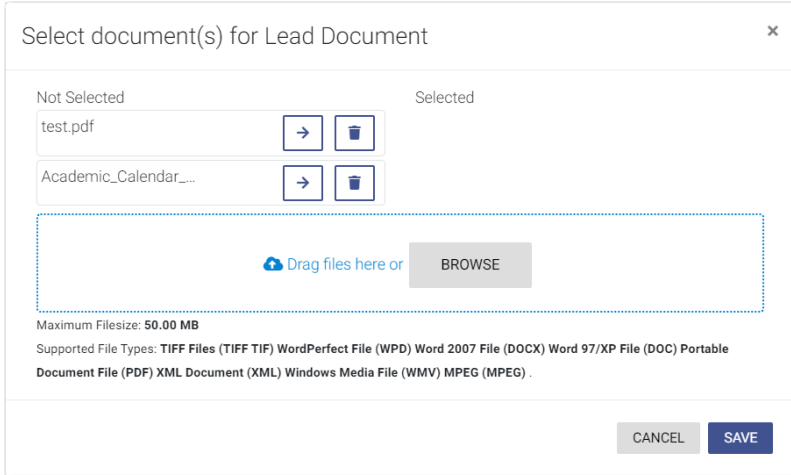 Select document(s) for Lead Document
×
Not Selected
Selected
test.pdf
Academic_Calendar_...
Drag files here or BROWSE
Maximum Filesize: 50.00 MB
Supported File Types: TIFF Files (TIFF TIF) WordPerfect File (WPD) Word 2007 File (DOCX) Word 97/XP File (DOC) Portable
Document File (PDF) XML Document (XML) Windows Media File (WMV) MPEG (MPEG) .
CANCEL SAVE